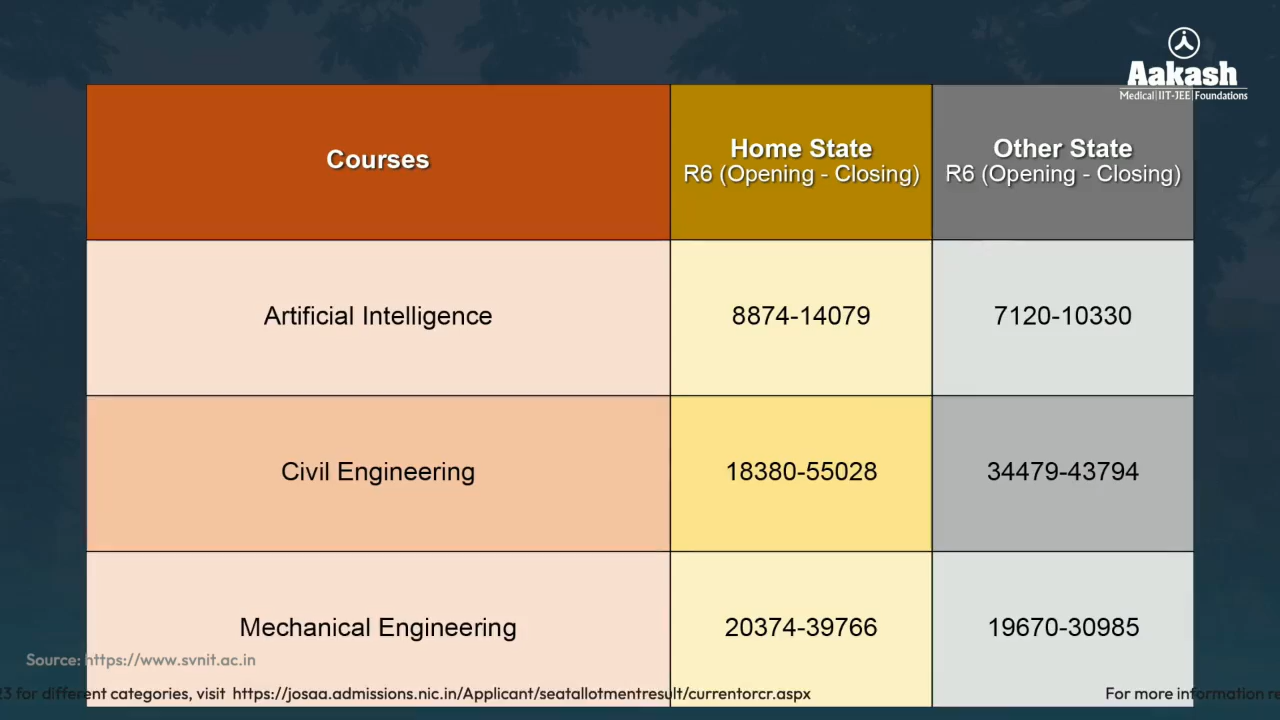 Aakash
Medical|IIT-JEE|Foundations
Courses
Home State
R6 (Opening - Closing)
Other State
R6 (Opening - Closing)
Artificial Intelligence
8874-14079
7120-10330
Civil Engineering
18380-55028
34479-43794
Mechanical Engineering
20374-39766
19670-30985
Source: https://www.svnit.ac.in
for different categories, visit https://josaa.admissions.nic.in/Applicant/seatallotmentresult/currentorcr.aspx
For more information